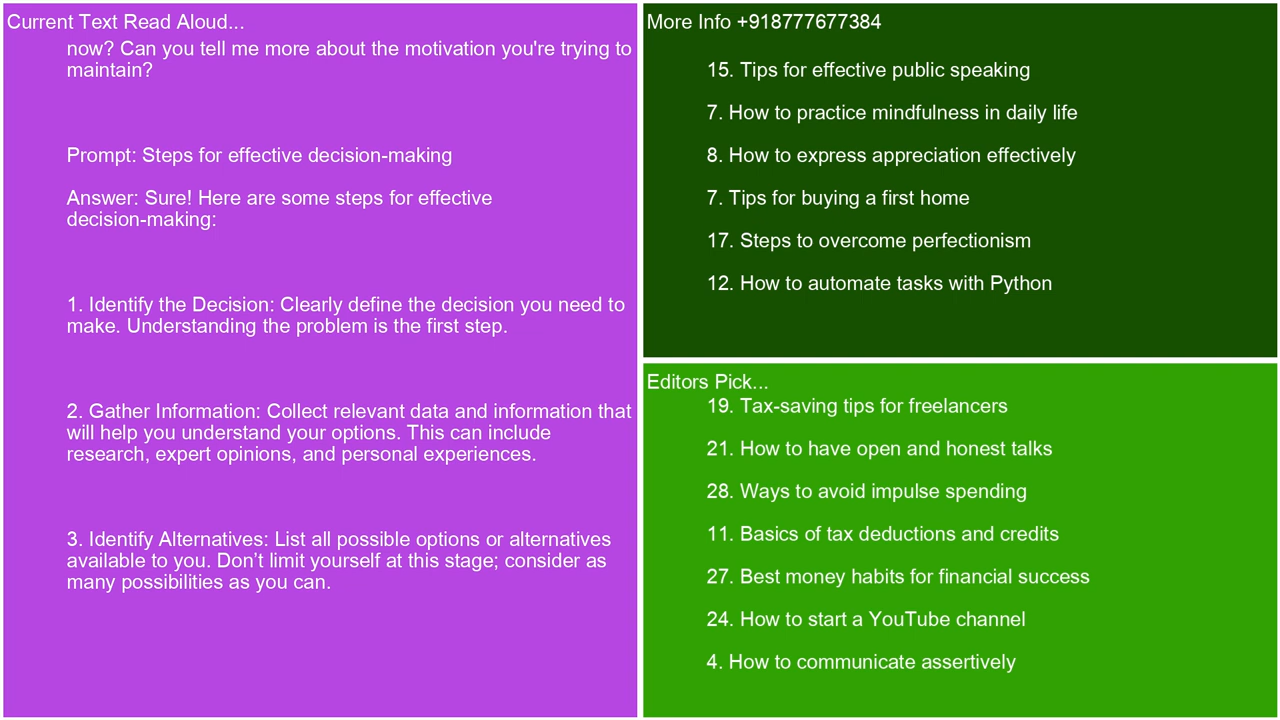 Current Text Read Aloud...
now? Can you tell me more about the motivation you're trying to
maintain?
Prompt: Steps for effective decision-making
Answer: Sure! Here are some steps for effective
decision-making:
1. Identify the Decision: Clearly define the decision you need to
make. Understanding the problem is the first step.
2. Gather Information: Collect relevant data and information that
will help you understand your options. This can include
research, expert opinions, and personal experiences.
3. Identify Alternatives: List all possible options or alternatives
available to you. Don’t limit yourself at this stage; consider as
many possibilities as you can.
More Info +918777677384
15. Tips for effective public speaking
7. How to practice mindfulness in daily life
8. How to express appreciation effectively
7. Tips for buying a first home
17. Steps to overcome perfectionism
12. How to automate tasks with Python
Editors Pick...
19. Tax-saving tips for freelancers
21. How to have open and honest talks
28. Ways to avoid impulse spending
11. Basics of tax deductions and credits
27. Best money habits for financial success
24. How to start a YouTube channel
4. How to communicate assertively